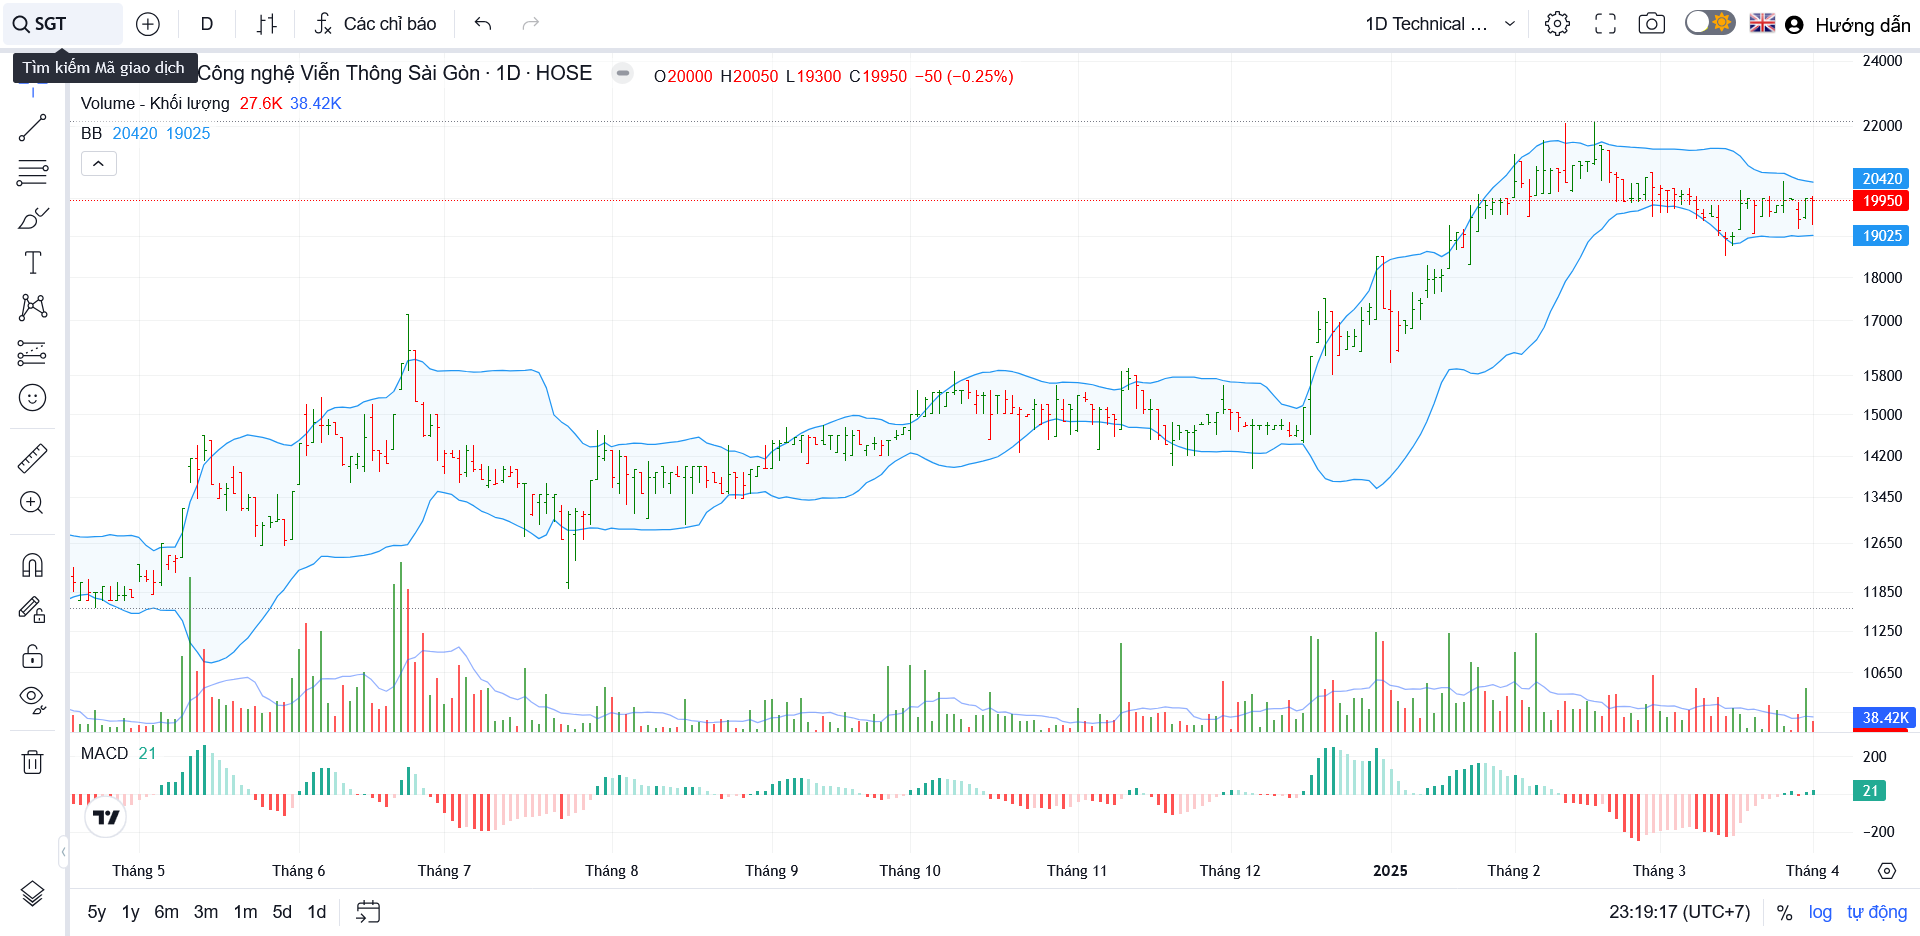 SGT
D
Các chỉ báo
1D Technical ...
Hướng dẫn
Tìm kiếm Mã giao dịch
Công nghệ Viễn Thông Sài Gòn · 1D · HOSE
O20000 H20050 L19300 C19950 −50 (−0.25%)
Volume - Khối lượng 27.6K 38.42K
BB 20420 19025
24000
22000
20420
19950
19025
18000
17000
15800
15000
14200
13450
12650
11850
11250
10650
38.42K
MACD 21
200
21
−200
Tháng 5 Tháng 6 Tháng 7 Tháng 8 Tháng 9 Tháng 10 Tháng 11 Tháng 12 2025 Tháng 2 Tháng 3 Tháng 4
5y 1y 6m 3m 1m 5d 1d
23:19:17 (UTC+7) % log tự động